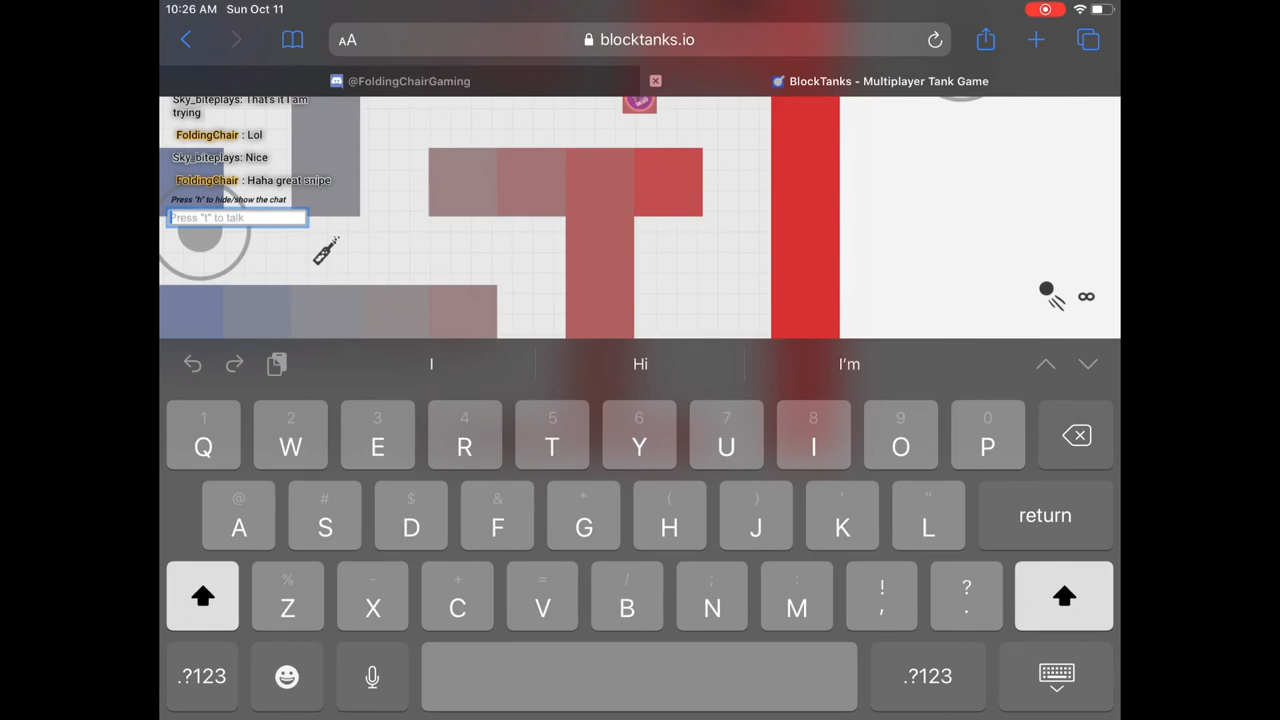 10:26 AM Sun Oct 11
AA
blocktanks.io
@FoldingChairGaming
BlockTanks - Multiplayer Tank Game
Sky_biteplays: That's it I am
trying
FoldingChair : Lol
Sky_biteplays: Nice
FoldingChair : Haha great snipe
Press "h" to hide/show the chat
Press "t" to talk
∞
I Hi I'm
1 2 3 4 5 6 7 8 9 0
Q W E R T Y U I O P
@ # $ & * ( ) ' "
A S D F G H J K L return
% - + = / ; : ! ?
Z X C V B N M , .
.?123 .?123